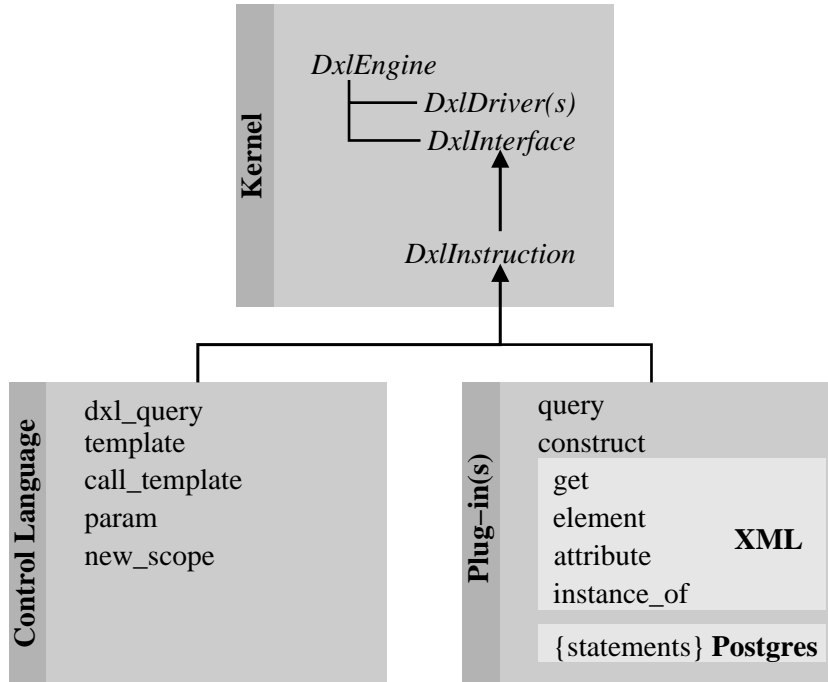 Kernel
DxlEngine
DxlDriver(s)
DxlInterface
DxlInstruction
Control Language
dxl_query
template
call_template
param
new_scope
Plug–in(s)
query
construct
get
element
attribute
instance_of
XML
{statements} Postgres